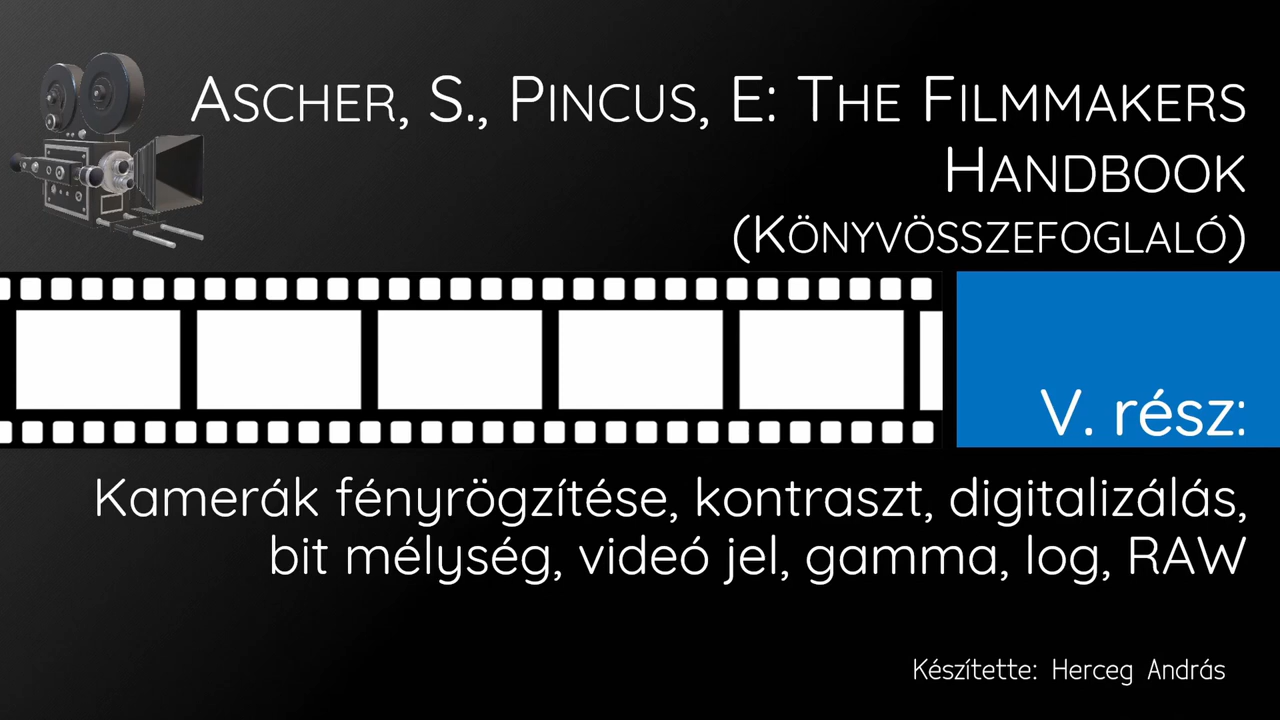 Ascher, S., Pincus, E: The Filmmakers
Handbook
(Könyvösszefoglaló)
V. rész:
Kamerák fényrögzítése, kontraszt, digitalizálás,
bit mélység, videó jel, gamma, log, RAW
Készítette: Herceg András